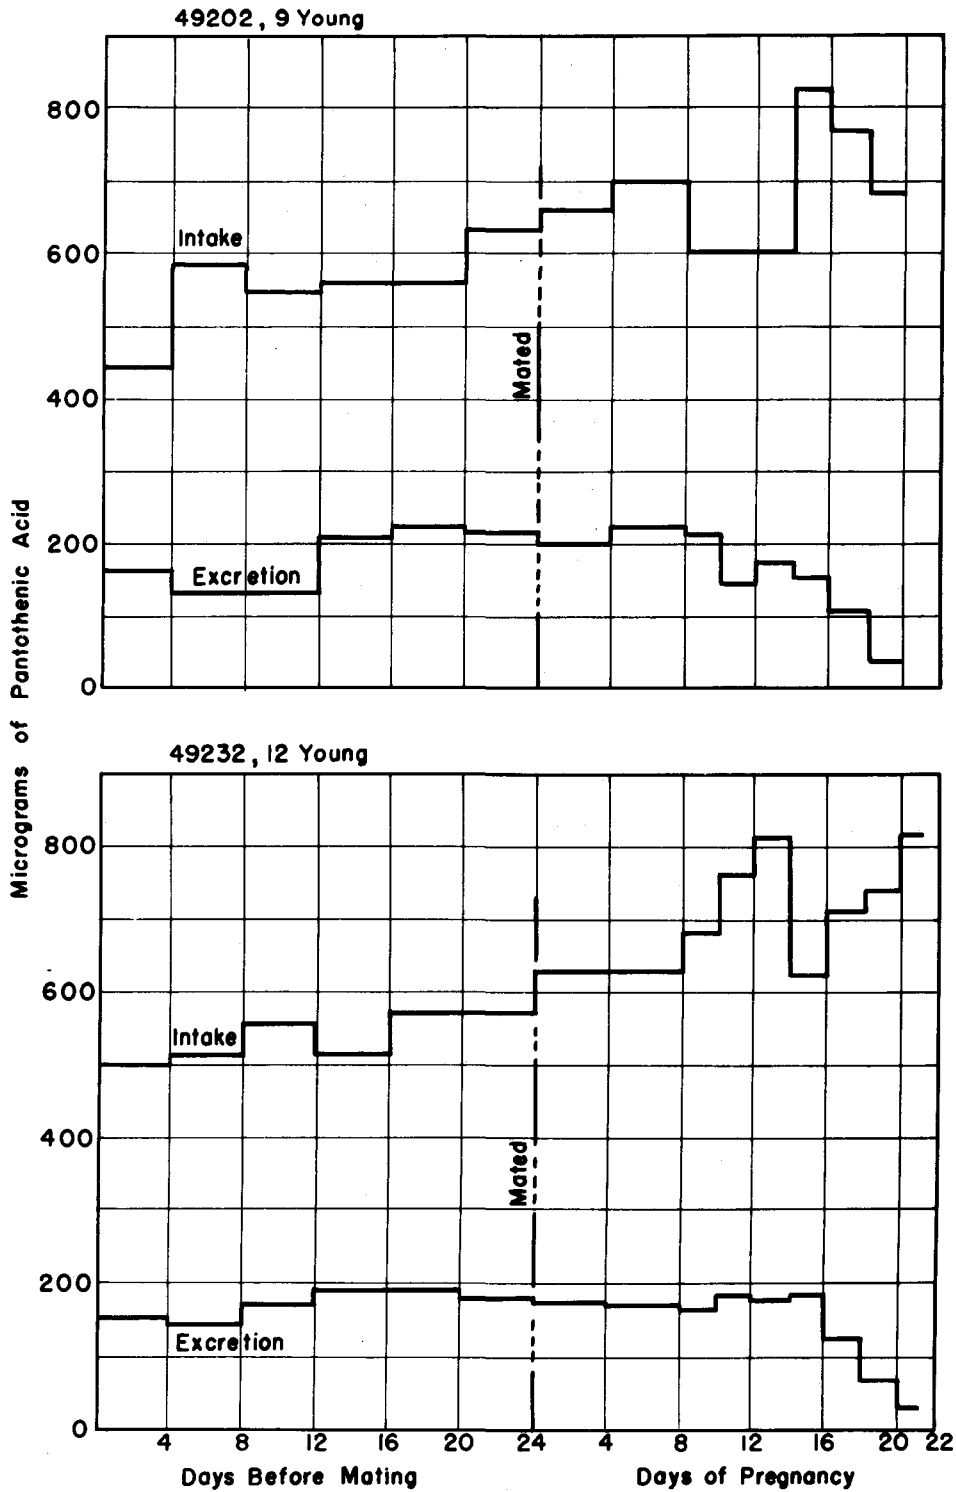 49202, 9 Young
800
600
400
200
0
Intake
Mated
Excretion
Micrograms of Pantothenic Acid
49232, 12 Young
800
600
400
200
0
Intake
Mated
Excretion
4 8 12 16 20 24 4 8 12 16 20 22
Days Before Mating Days of Pregnancy